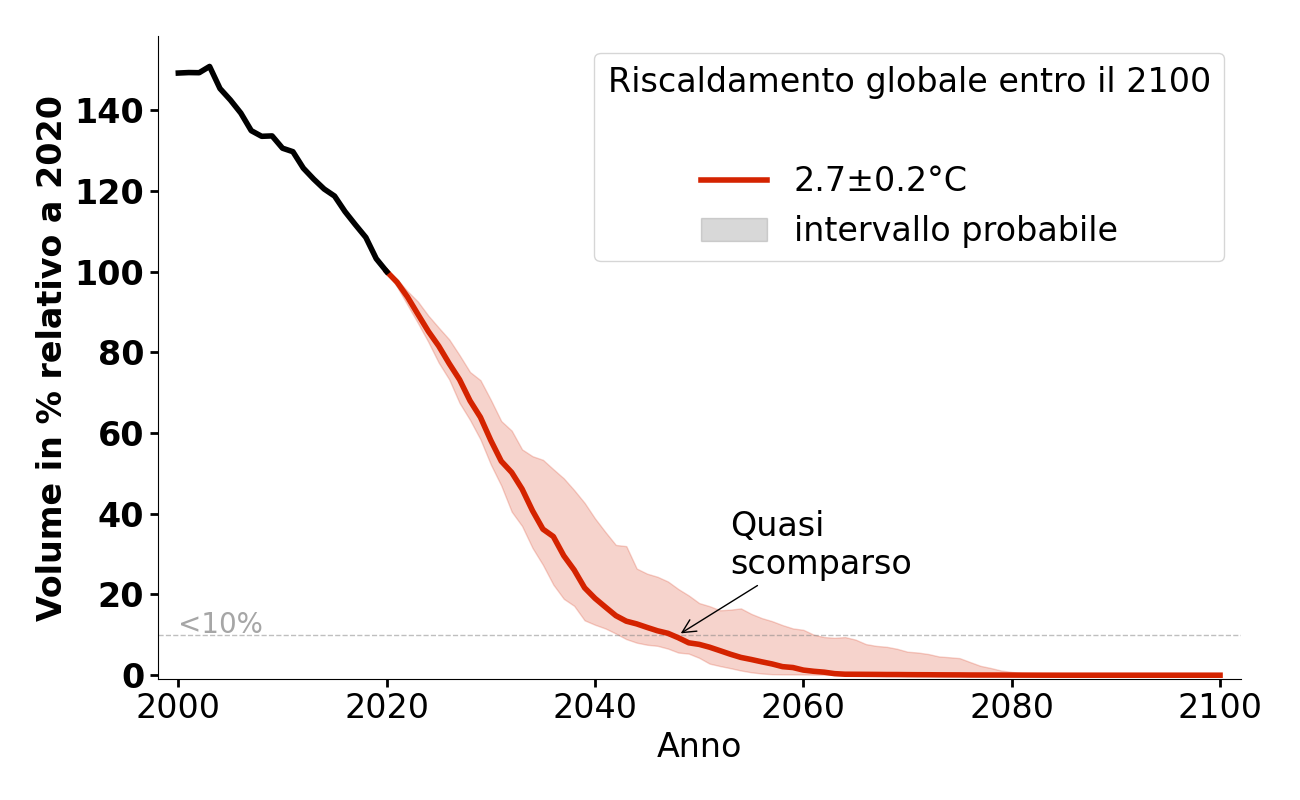 Volume in % relativo a 2020
140
120
100
80
60
40
20
0
Riscaldamento globale entro il 2100
2.7±0.2°C
intervallo probabile
Quasi
scomparso
<10%
2000 2020 2040 2060 2080 2100
Anno